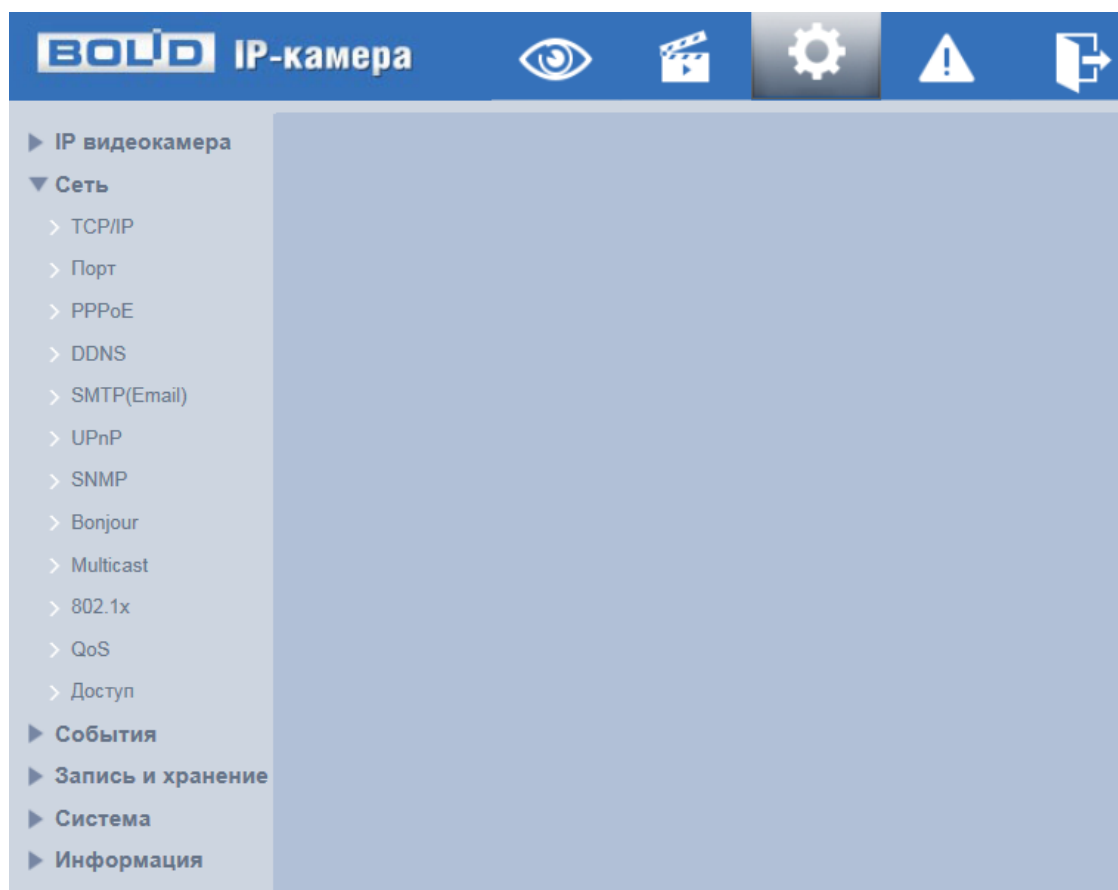 BOLID IP-камера
IP видеокамера
Сеть
TCP/IP
Порт
PPPoE
DDNS
SMTP(Email)
UPnP
SNMP
Bonjour
Multicast
802.1x
QoS
Доступ
События
Запись и хранение
Система
Информация